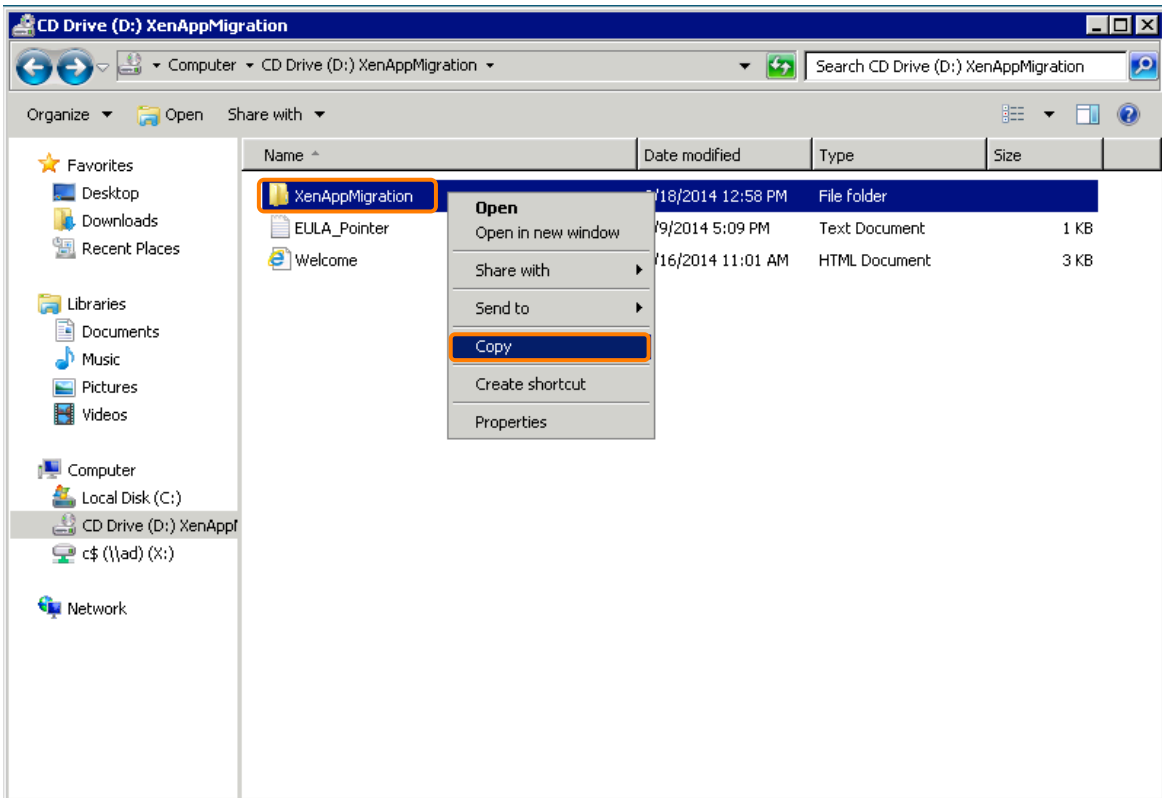 CD Drive (D:) XenAppMigration
Computer CD Drive (D:) XenAppMigration
Search CD Drive (D:) XenAppMigration
Organize Open Share with
Favorites
Desktop
Downloads
Recent Places
Libraries
Documents
Music
Pictures
Videos
Computer
Local Disk (C:)
CD Drive (D:) XenApp
c$ (\\ad) (X:)
Network
Name Date modified Type Size
XenAppMigration /18/2014 12:58 PM File folder
EULA_Pointer /9/2014 5:09 PM Text Document 1 KB
Welcome /16/2014 11:01 AM HTML Document 3 KB
Open
Open in new window
Share with
Send to
Copy
Create shortcut
Properties